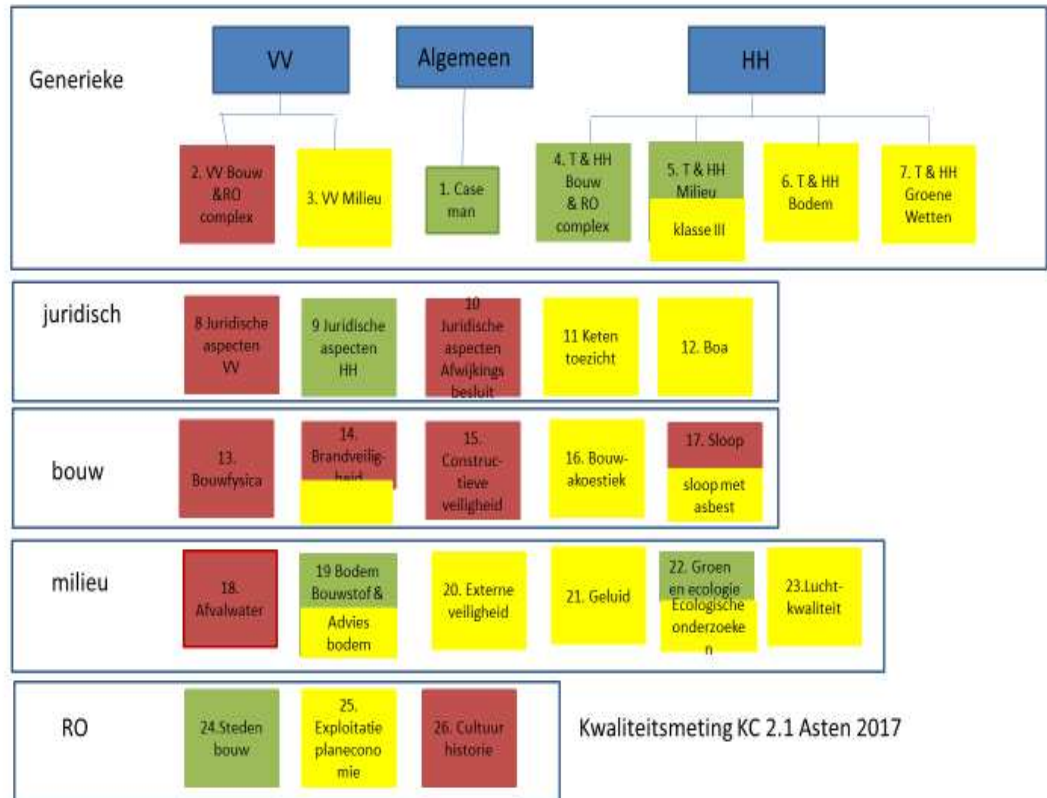 Generieke
VV
Algemeen
HH
2. VV Bouw
&RO
complex
3. VV Milieu
1. Case
man
4. T & HH
Bouw
& RO
complex
5. T & HH
Milieu
klasse III
6. T & HH
Bodem
7. T & HH
Groene
Wetten
juridisch
8 Juridische
aspecten
VV
9 Juridische
aspecten
HH
10
Juridische
aspecten
Afwijkings
besluit
11 Keten
toezicht
12. Boa
bouw
13.
Bouwfysica
14.
Brandveilig-
heid
15.
Construc-
tieve
veiligheid
16. Bouw-
akoestiek
17. Sloop
sloop met
asbest
milieu
18.
Afvalwater
19 Bodem
Bouwstof &
Advies
bodem
20. Externe
veiligheid
21. Geluid
22. Groen
en ecologie
Ecologische
onderzoeke
n
23.Lucht-
kwaliteit
RO
24.Steden
bouw
25.
Exploitatie
planecono
mie
26. Cultuur
historie
Kwaliteitsmeting KC 2.1 Asten 2017